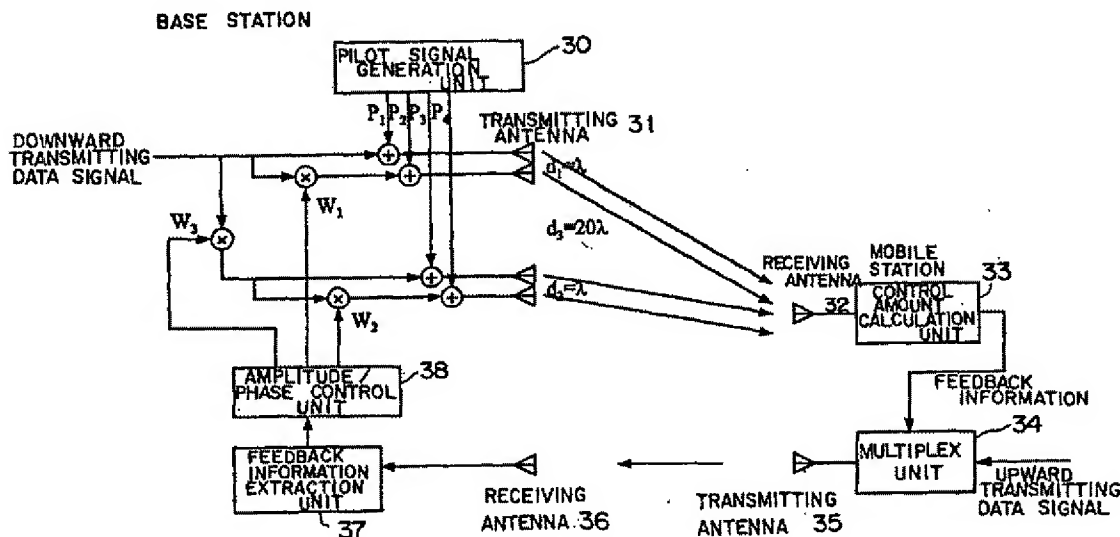 BASE STATION
30
PILOT SIGNAL
GENERATION
UNIT
P1 P2 P3 P4
TRANSMITTING
ANTENNA 31
DOWNWARD
TRANSMITTING
DATA SIGNAL
d1=λ
W1
W3
d3=20λ
MOBILE
STATION
RECEIVING
ANTENNA
32
33
CONTROL
AMOUNT
CALCULATION
UNIT
d2=λ
W2
AMPLITUDE/
PHASE CONTROL
UNIT
38
FEEDBACK
INFORMATION
34
FEEDBACK
INFORMATION
EXTRACTION
UNIT
37
MULTIPLEX
UNIT
RECEIVING
ANTENNA 36
TRANSMITTING
ANTENNA 35
UPWARD
TRANSMITTING
DATA SIGNAL